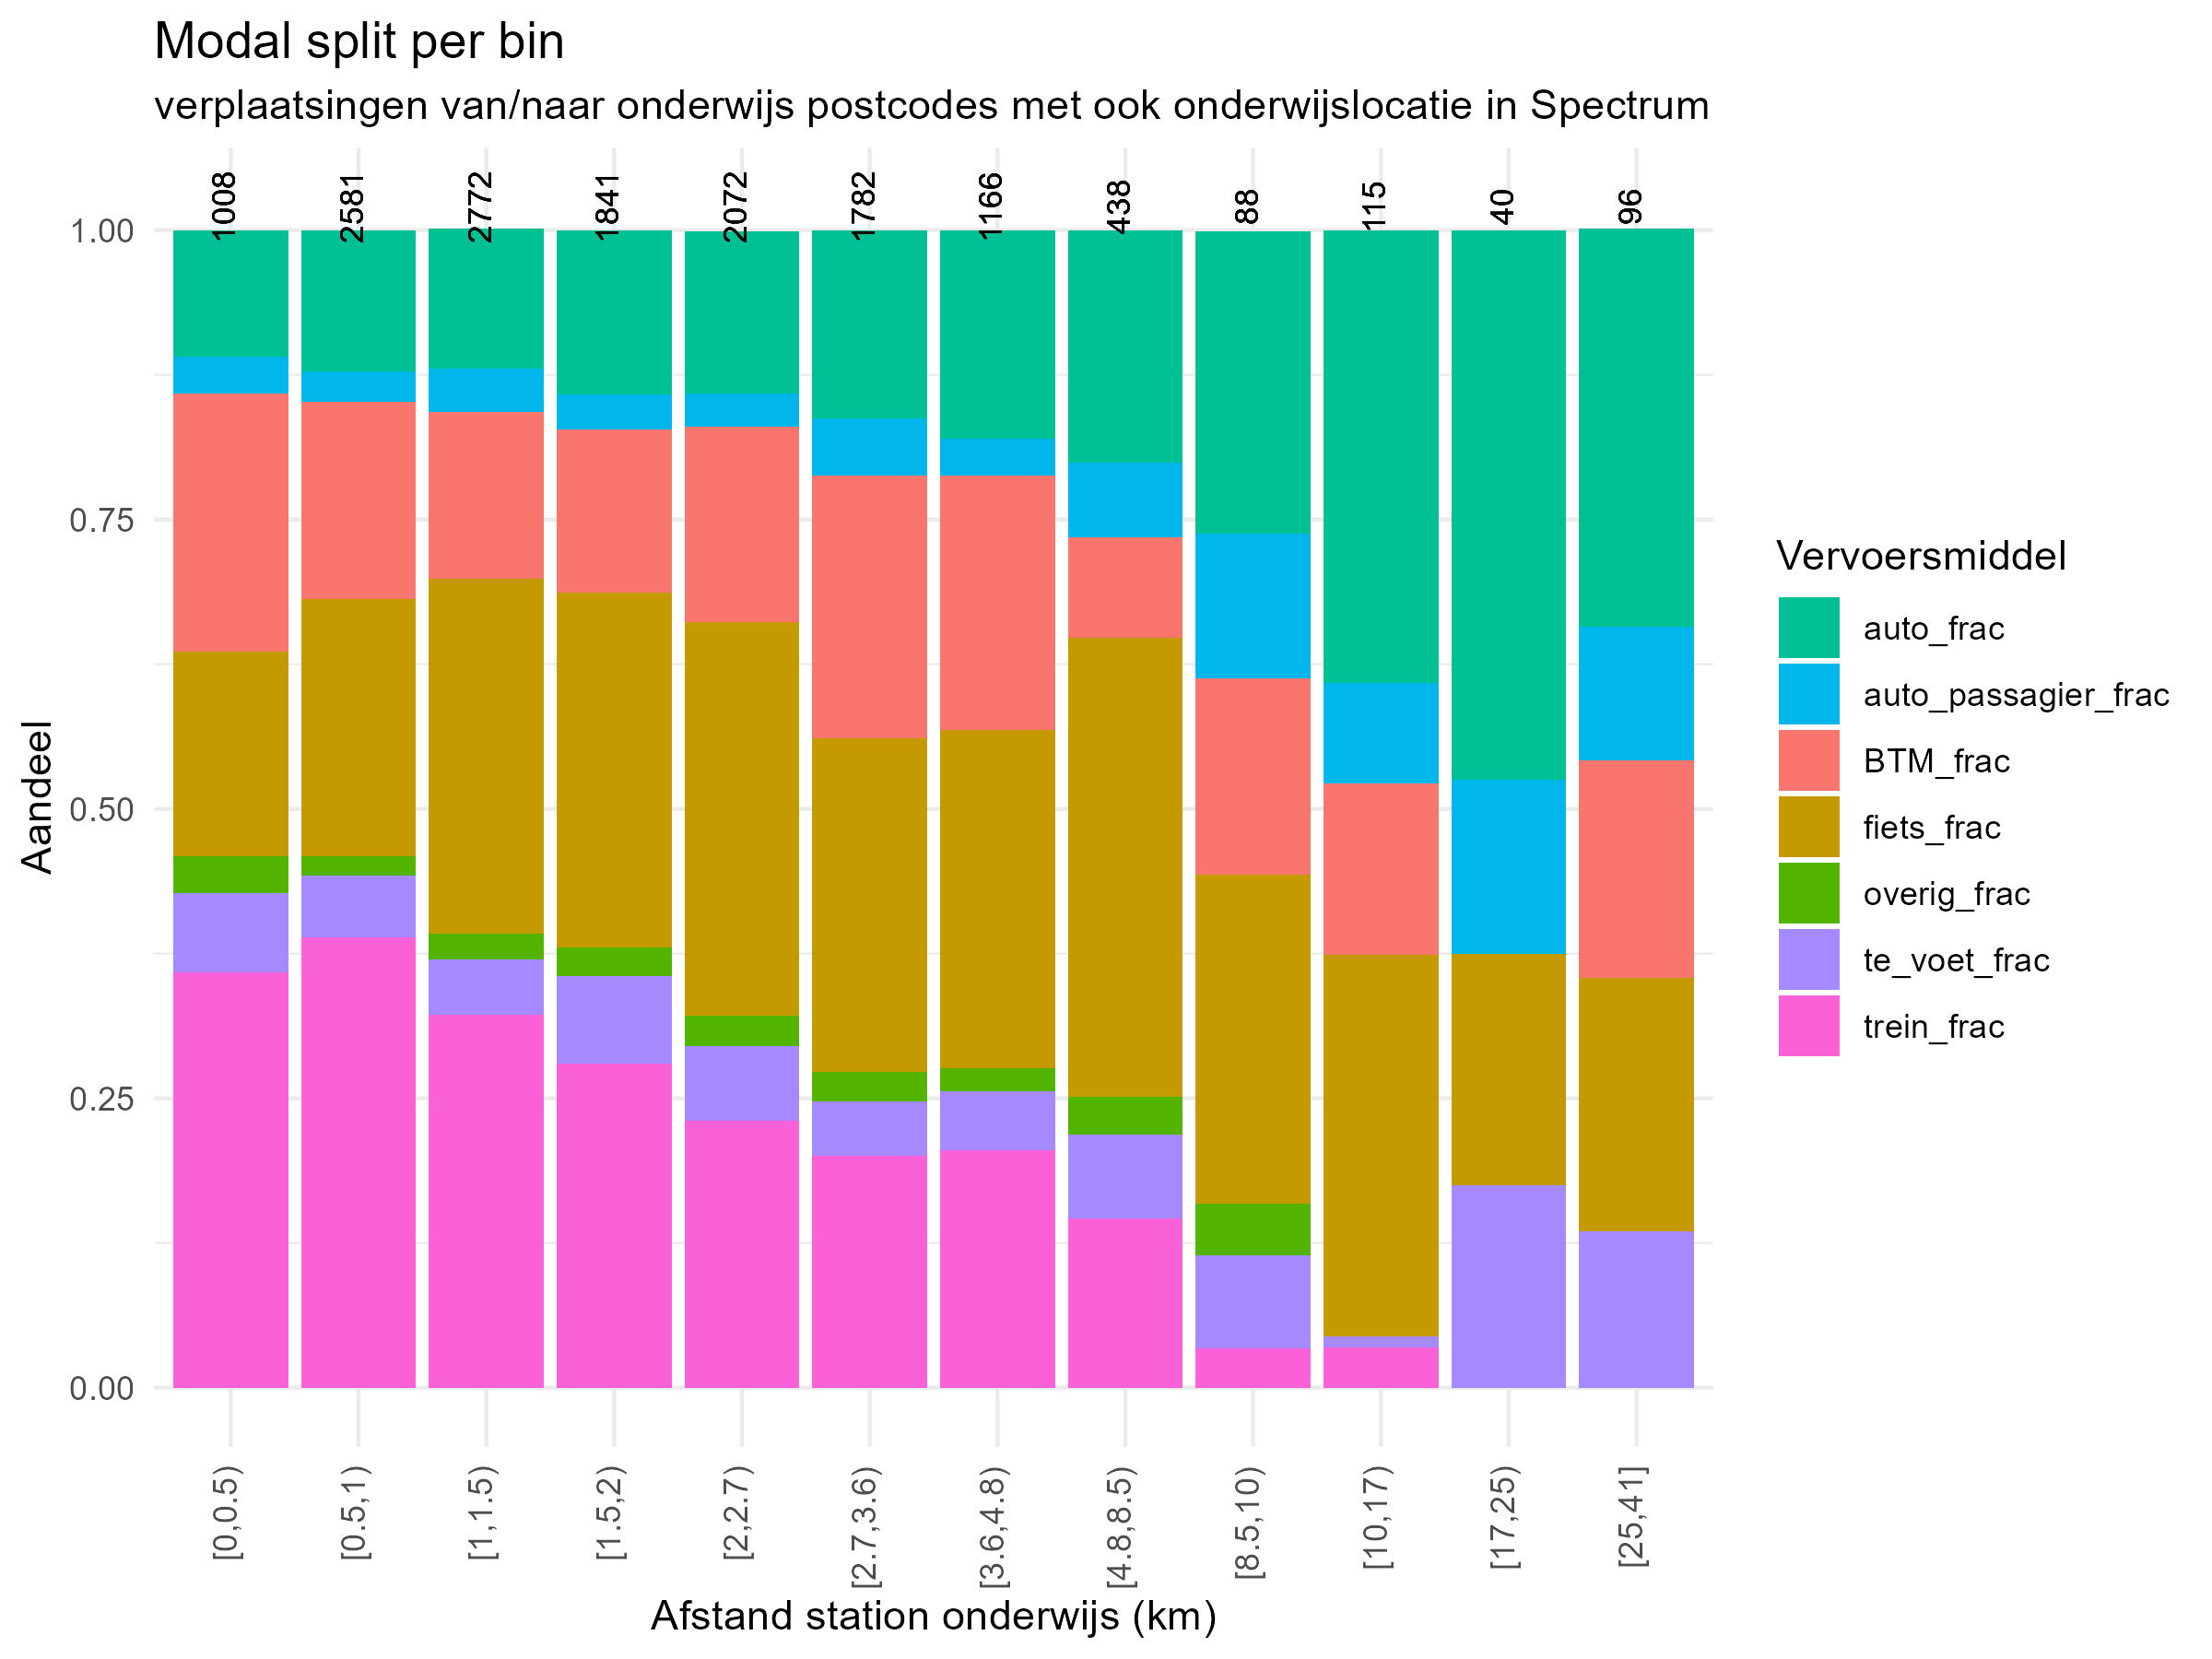 Modal split per bin
verplaatsingen van/naar onderwijs postcodes met ook onderwijslocatie in Spectrum
1008 2581 2772 1841 2072 1782 1166 438 88 115 40 96
1.00
0.75
0.50
0.25
0.00
Aandeel
[0,0.5) [0.5,1) [1,1.5) [1.5,2) [2,2.7) [2.7,3.6) [3.6,4.8) [4.8,8.5) [8.5,10) [10,17) [17,25) [25,41]
Afstand station onderwijs (km)
Vervoersmiddel
auto_frac
auto_passagier_frac
BTM_frac
fiets_frac
overig_frac
te_voet_frac
trein_frac